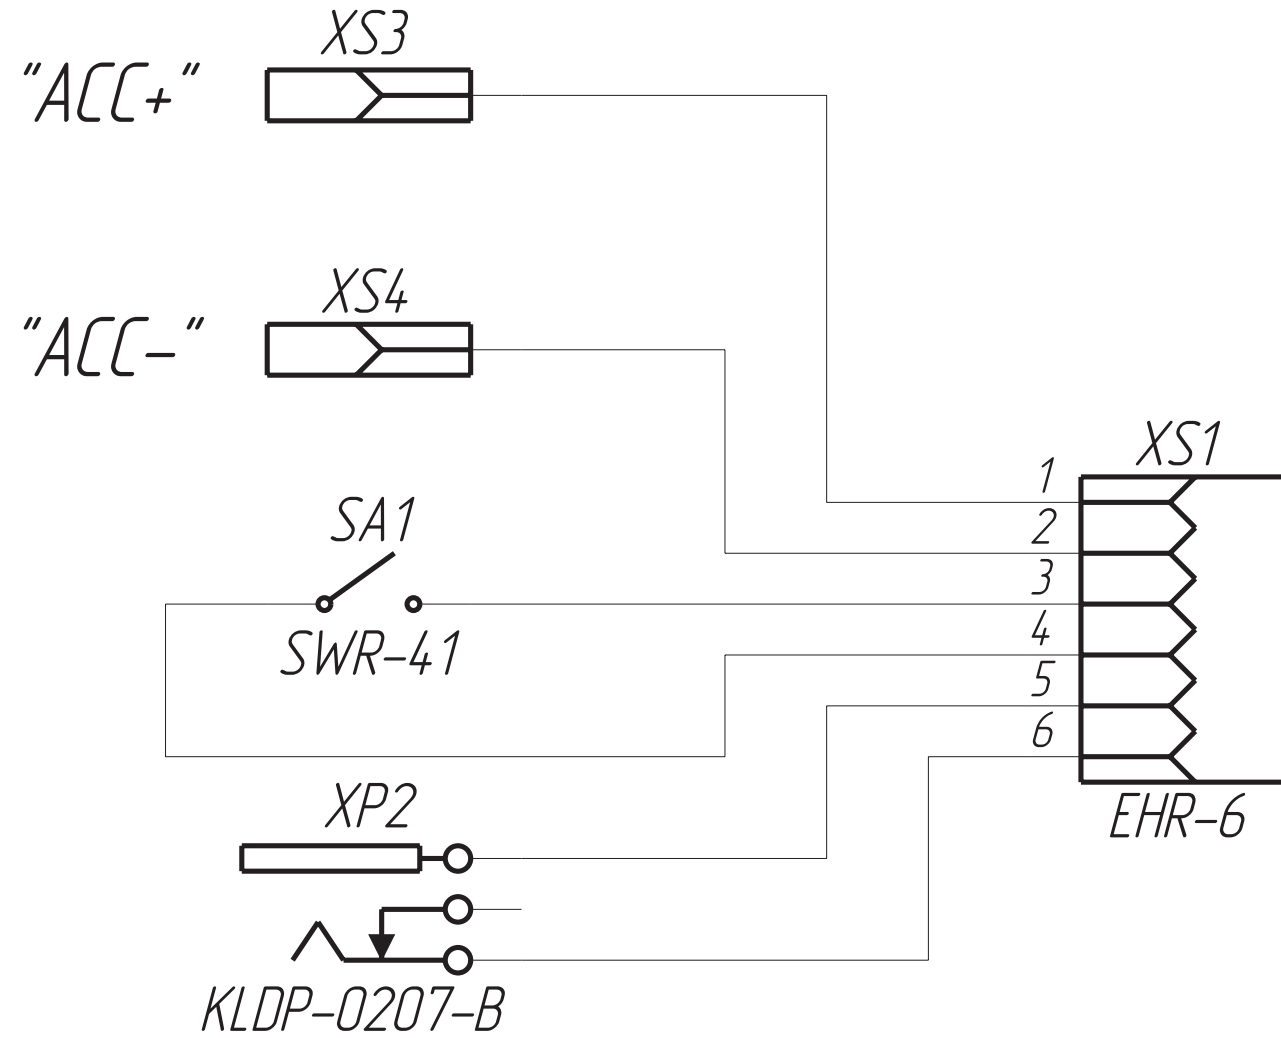 XS3
"ACC+"
XS4
"ACC-"
XS1
1
SA1
2
3
4
SWR-41
5
6
XP2
EHR-6
KLDP-0207-B